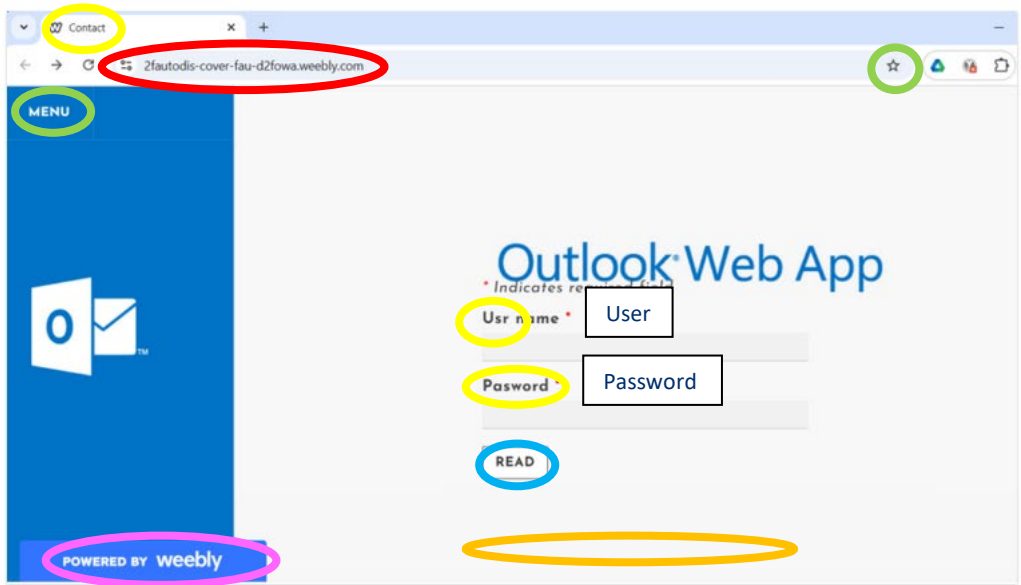 Contact
2fautodis-cover-fau-d2fowa.weebly.com
MENU
Outlook Web App
* Indicates required field
Usr name *
User
Pasword *
Password
READ
O
TM
POWERED BY weebly